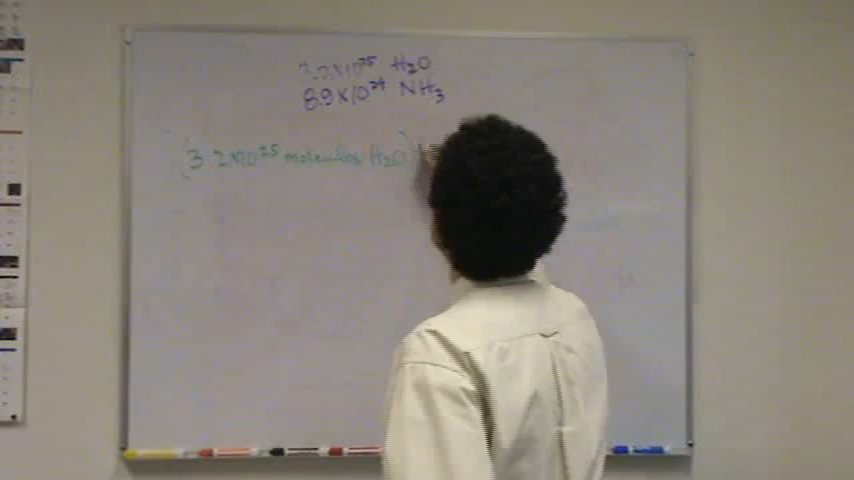 3.2x10²⁵ H₂O
8.9x10²⁴ NH₃
(3.2x10²⁵ molecules H₂O)